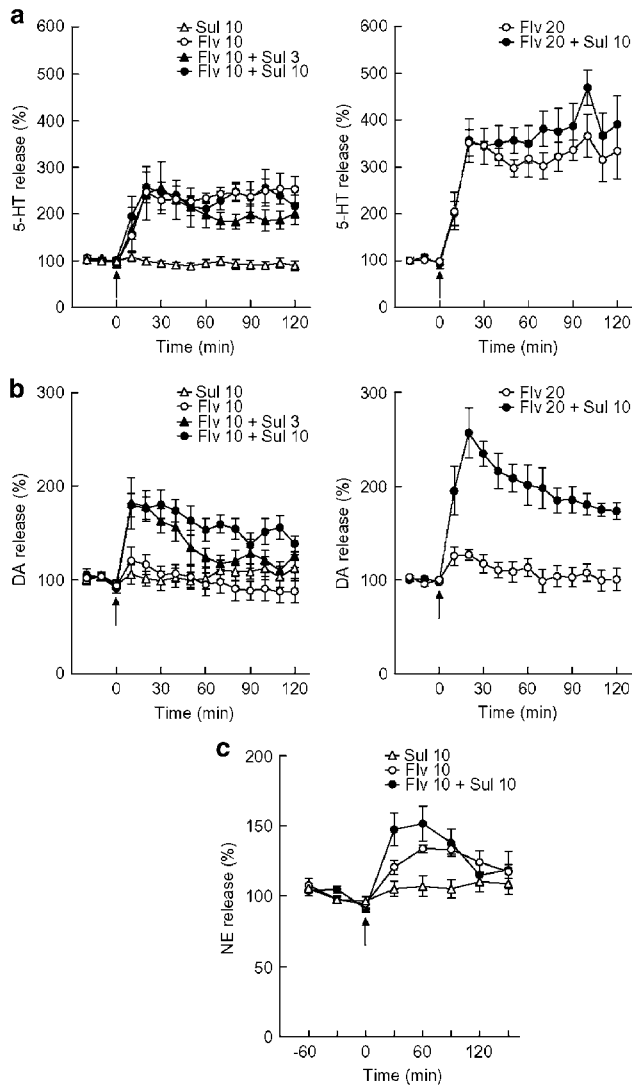 a
Sul 10
Flv 10
Flv 10 + Sul 3
Flv 10 + Sul 10
5-HT release (%)
600
500
400
300
200
100
0
0 30 60 90 120
Time (min)
Flv 20
Flv 20 + Sul 10
5-HT release (%)
600
500
400
300
200
100
0
0 30 60 90 120
Time (min)
b
Sul 10
Flv 10
Flv 10 + Sul 3
Flv 10 + Sul 10
DA release (%)
300
200
100
0
0 30 60 90 120
Time (min)
Flv 20
Flv 20 + Sul 10
DA release (%)
300
200
100
0
0 30 60 90 120
Time (min)
c
Sul 10
Flv 10
Flv 10 + Sul 10
NE release (%)
200
150
100
50
0
-60 0 60 120
Time (min)